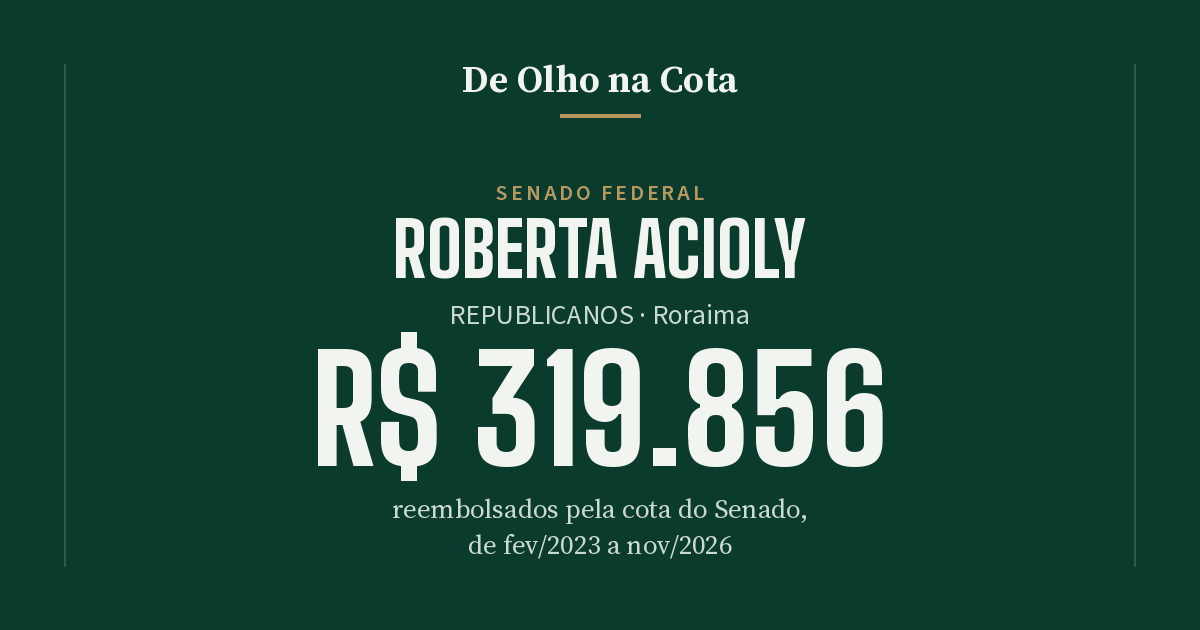 De Olho na Cota
SENADO FEDERAL
ROBERTA ACIOLY
REPUBLICANOS · Roraima
R$ 319.856
reembolsados pela cota do Senado,
de fev/2023 a nov/2026